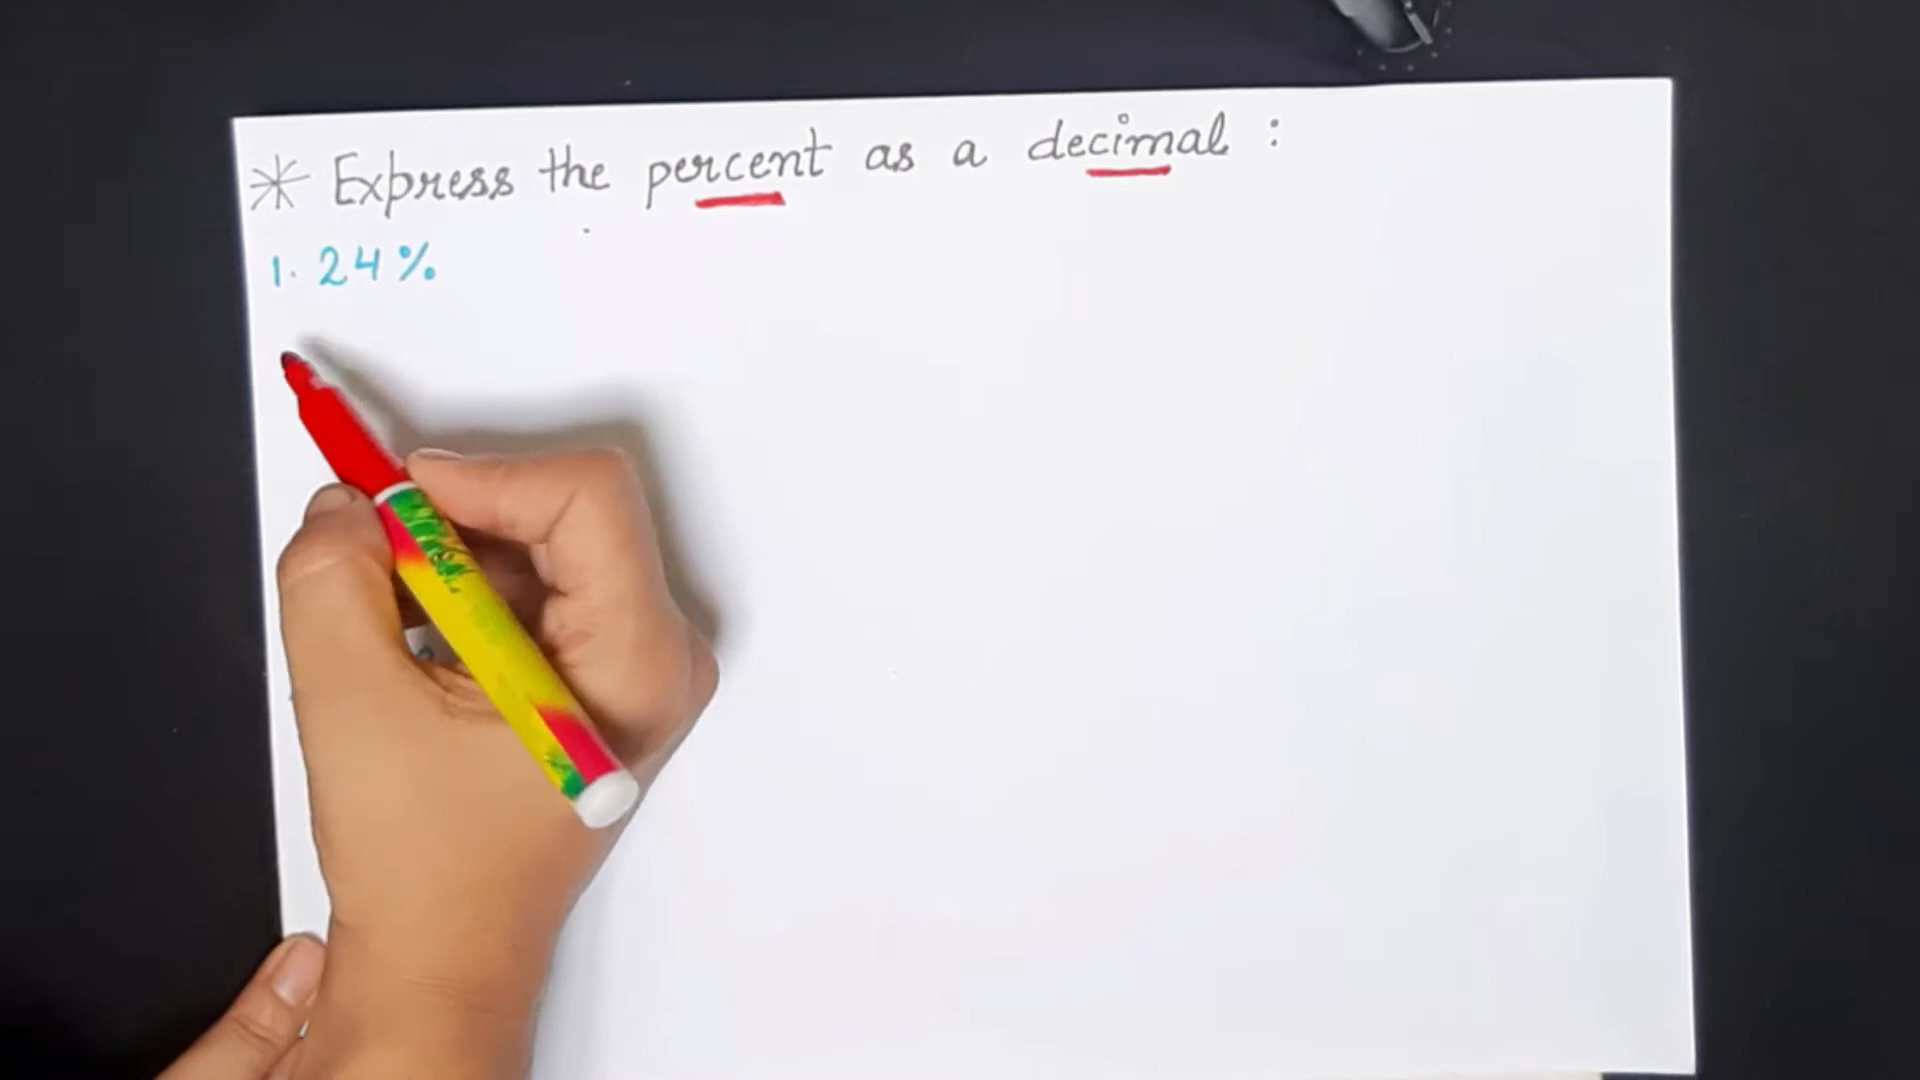 * Express the percent as a decimal :
1. 24%